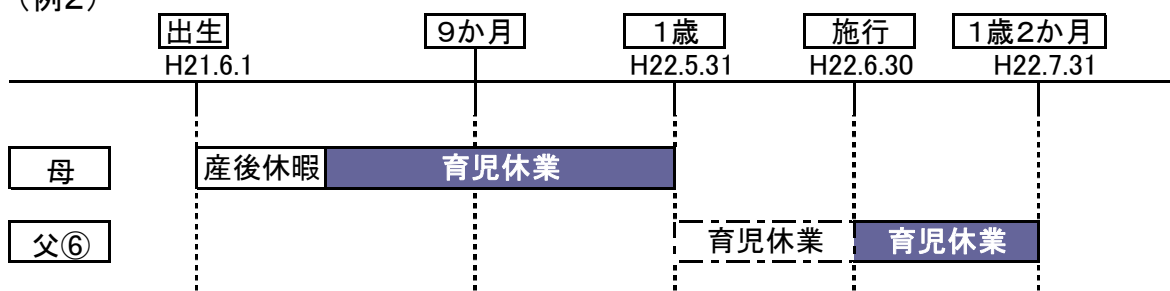 （例２）
出生 ９か月 １歳 施行 １歳２か月
H21.6.1 H22.5.31 H22.6.30 H22.7.31
母 産後休暇 育児休業
父⑥ 育児休業 育児休業